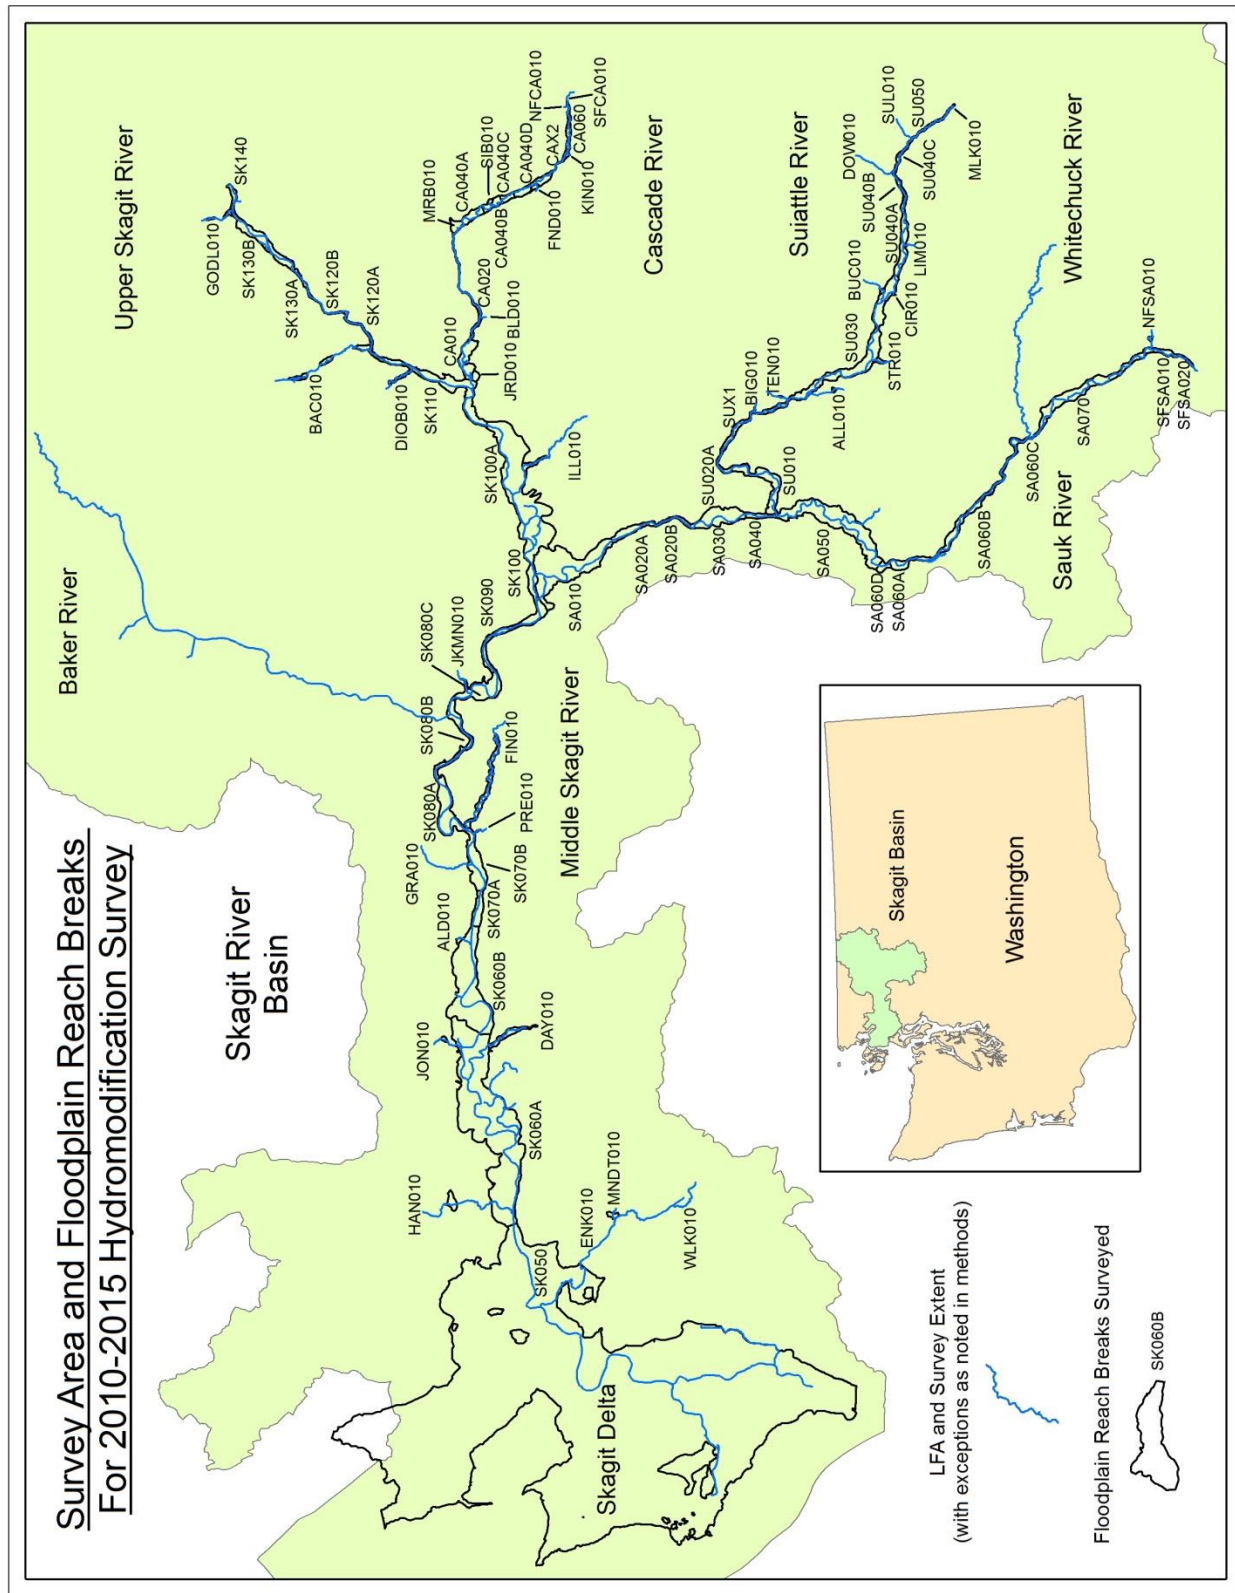 Survey Area and Floodplain Reach Breaks
For 2010-2015 Hydromodification Survey
Skagit River
Basin
Baker River
Upper Skagit River
Cascade River
Suiattle River
Whitechuck River
Sauk River
Middle Skagit River
Skagit Delta
GODL010
SK140
SK130B
SK130A
SK120B
SK120A
BAC010
DIOB010
SK110
CA010
JRD010
CA020
BLD010
MRB010
CA040A
SIB010
CA040C
CA040B
CA040D
FND010
CAX2
KIN010
CA060
NFCA010
SFCA010
SK100A
ILL010
SK100
SK090
SK080C
JKMN010
SK080B
SK080A
FIN010
PRE010
GRA010
SK070B
SK070A
ALD010
SK060B
JON010
DAY010
SK060A
HAN010
SK050
ENK010
MNDT010
WLK010
SA010
SA020A
SA020B
SA030
SA040
SU010
SU020A
SUX1
BIG010
TEN010
ALL010
SU030
STR010
BUC010
CIR010
SU040A
LIM010
SU040B
DOW010
SU040C
SUL010
SU050
MLK010
SA050
SA060D
SA060A
SA060B
SA060C
SA070
NFSA010
SFSA010
SFSA020
Skagit Basin
Washington
LFA and Survey Extent
(with exceptions as noted in methods)
Floodplain Reach Breaks Surveyed
SK060B